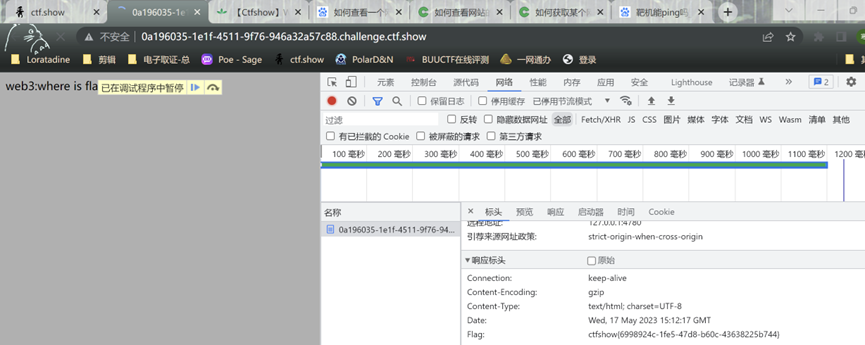 ctf.show
0a196035-1e
【Ctfshow】W
如何查看一个
如何查看网站
如何获取某个
靶机能ping吗
不安全
0a196035-1e1f-4511-9f76-946a32a57c88.challenge.ctf.show
Loratadine
剪辑
电子取证-总
Poe - Sage
ctf.show
PolarD&N
BUUCTF在线评测
一网通办
登录
web3:where is fla
已在调试程序中暂停
元素 控制台 源代码 网络 性能 内存 应用 安全 Lighthouse 记录器 » 2
保留日志 停用缓存 已停用节流模式
过滤 反转 隐藏数据网址 全部 Fetch/XHR JS CSS 图片 媒体 字体 文档 WS Wasm 清单 其他
有已拦截的 Cookie 被屏蔽的请求 第三方请求
100 毫秒 200 毫秒 300 毫秒 400 毫秒 500 毫秒 600 毫秒 700 毫秒 800 毫秒 900 毫秒 1000 毫秒 1100 毫秒 1200 毫秒
名称
0a196035-1e1f-4511-9f76-94...
× 标头 预览 响应 启动器 时间 Cookie
远程地址: 127.0.0.1:4780
引荐来源网址政策: strict-origin-when-cross-origin
响应标头 原始
Connection: keep-alive
Content-Encoding: gzip
Content-Type: text/html; charset=UTF-8
Date: Wed, 17 May 2023 15:12:17 GMT
Flag: ctfshow{6998924c-1fe5-47d8-b60c-43638225b744}